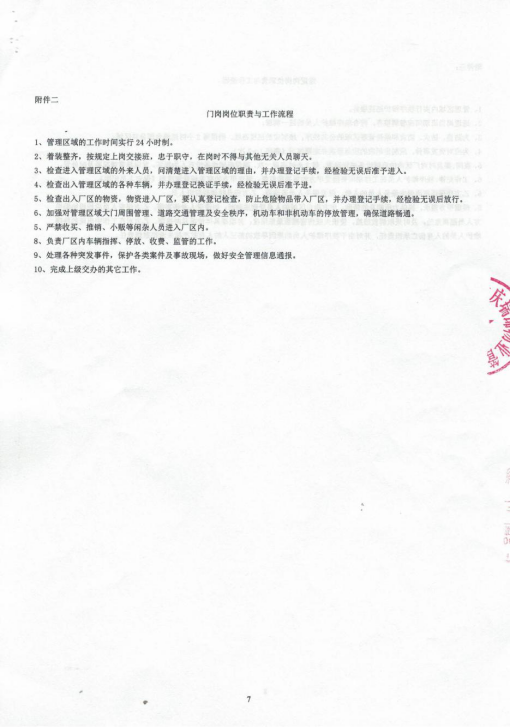 附件二
门岗岗位职责与工作流程
1、管理区域的工作时间实行 24 小时制。
2、着装整齐，按规定上岗交接班，忠于职守，在岗时不得与其他无关人员聊天。
3、检查进入管理区域的外来人员，问清楚进入管理区域的理由，并办理登记手续，经检验无误后准予进入。
4、检查出入管理区域的各种车辆，并办理登记换证手续，经检验无误后准予进。
5、检查出入厂区的物资，物资进入厂区，要认真登记检查，防止危险物品带入厂区，并办理登记手续，经检验无误后放行。
6、加强对管理区域大门周围管理、道路交通管理及安全秩序，机动车和非机动车的停放管理，确保道路畅通。
5、严禁收买、推销、小贩等闲杂人员进入厂区内。
8、负责厂区内车辆指挥、停放、收费、监管的工作。
9、处理各种突发事件，保护各类案件及事故现场，做好安全管理信息通报。
10、完成上级交办的其它工作。
庆瑞
业管
7